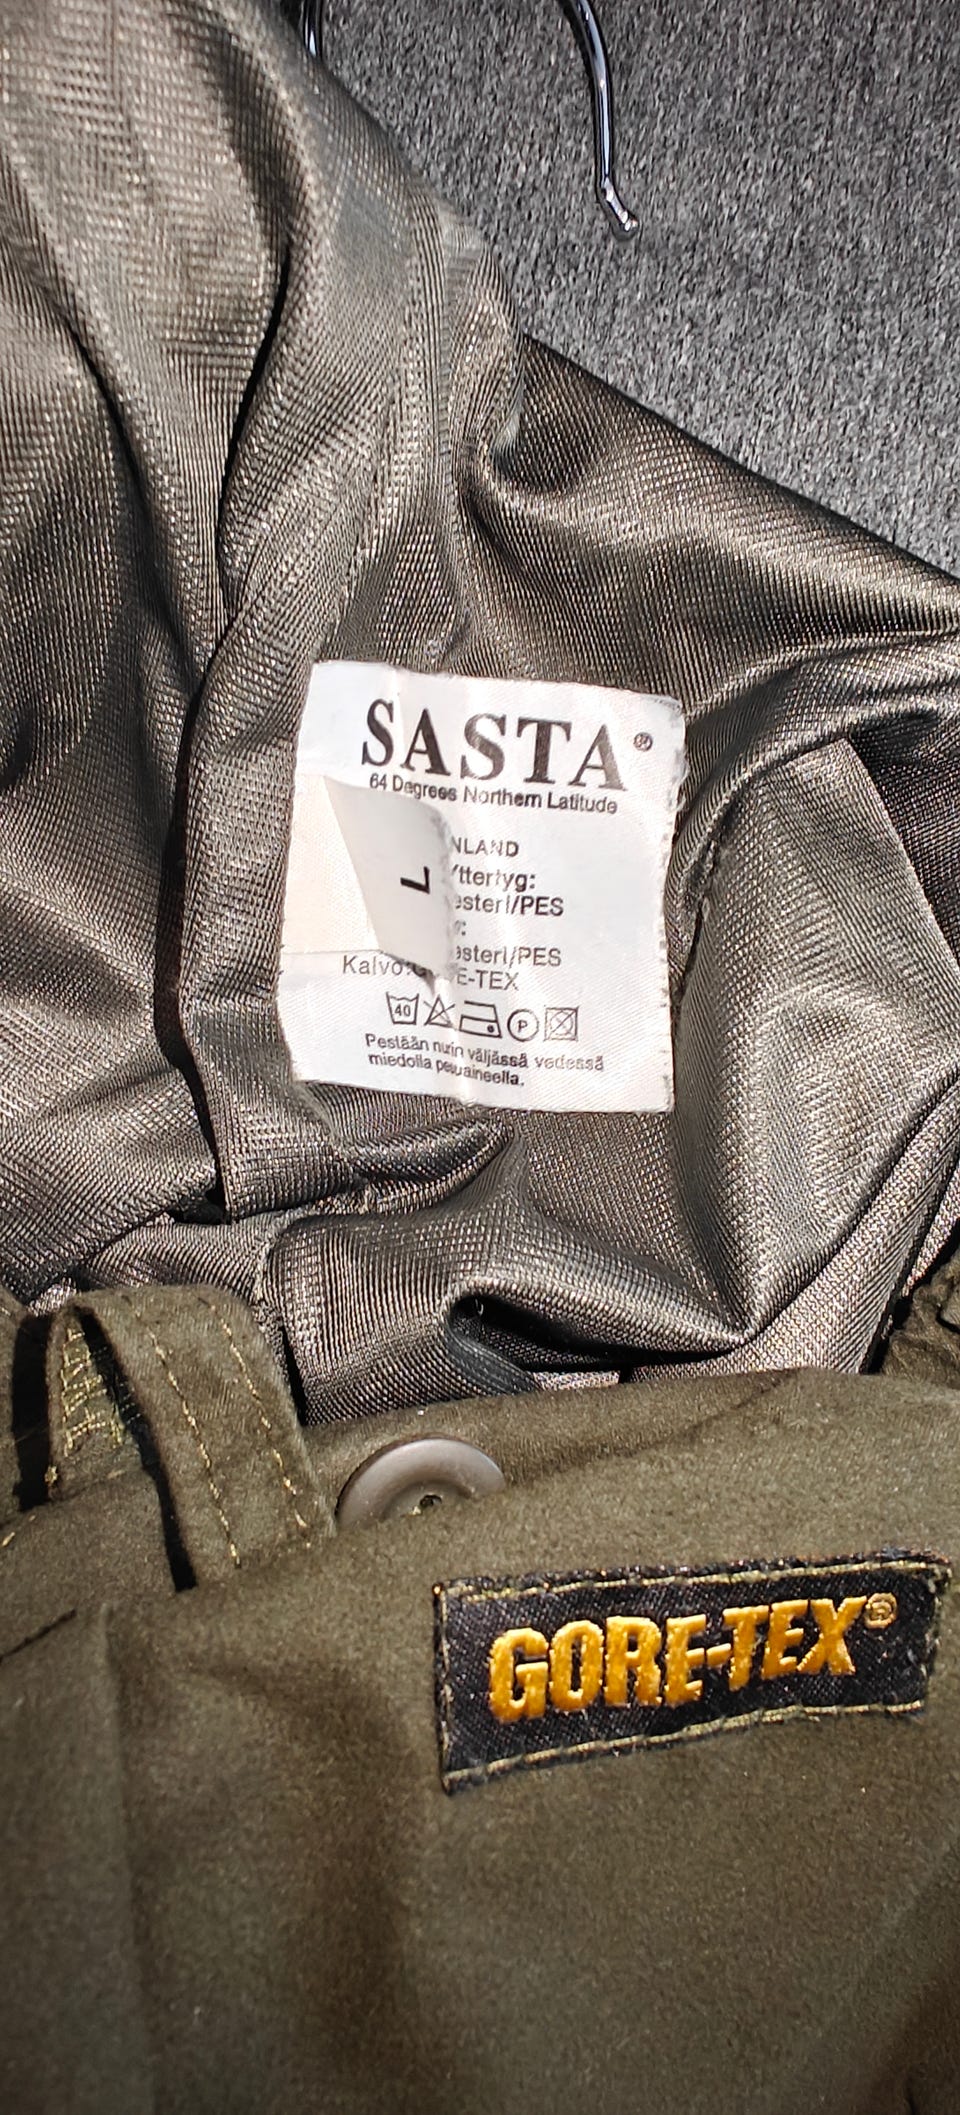 SASTA®
64 Degrees Northern Latitude
NLAND
yttertyg:
esteri/PES
L
r:
esteri/PES
Kalvo:G E-TEX
40 P
Pestään nurin väljässä vedessä
miedolla pesuaineella.
GORE-TEX®